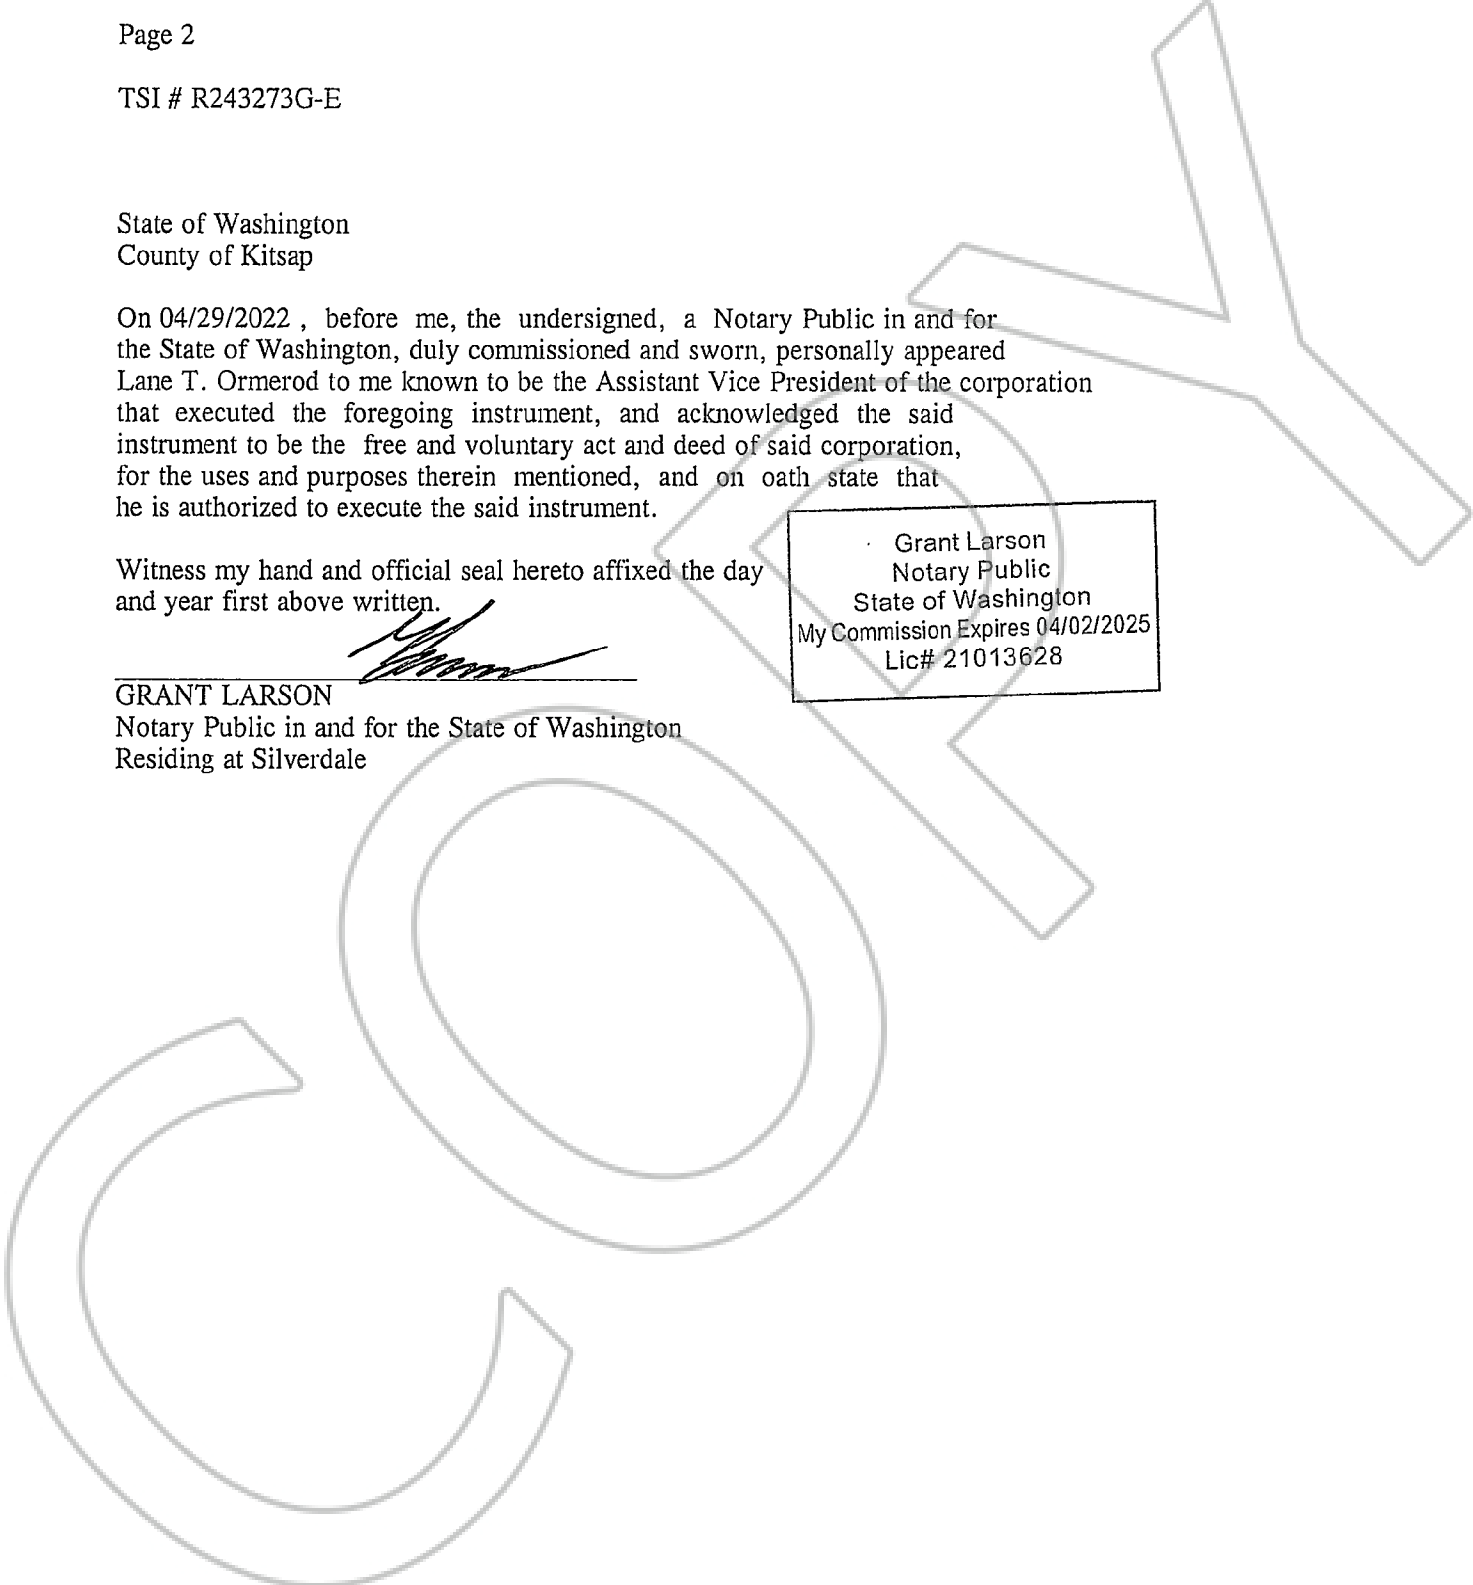 Page 2
TSI # R243273G-E
State of Washington
County of Kitsap
On 04/29/2022 , before me, the undersigned, a Notary Public in and for
the State of Washington, duly commissioned and sworn, personally appeared
Lane T. Ormerod to me known to be the Assistant Vice President of the corporation
that executed the foregoing instrument, and acknowledged the said
instrument to be the free and voluntary act and deed of said corporation,
for the uses and purposes therein mentioned, and on oath state that
he is authorized to execute the said instrument.
Witness my hand and official seal hereto affixed the day
and year first above written.
GRANT LARSON
Notary Public in and for the State of Washington
Residing at Silverdale
Grant Larson
Notary Public
State of Washington
My Commission Expires 04/02/2025
Lic# 21013628
COPY